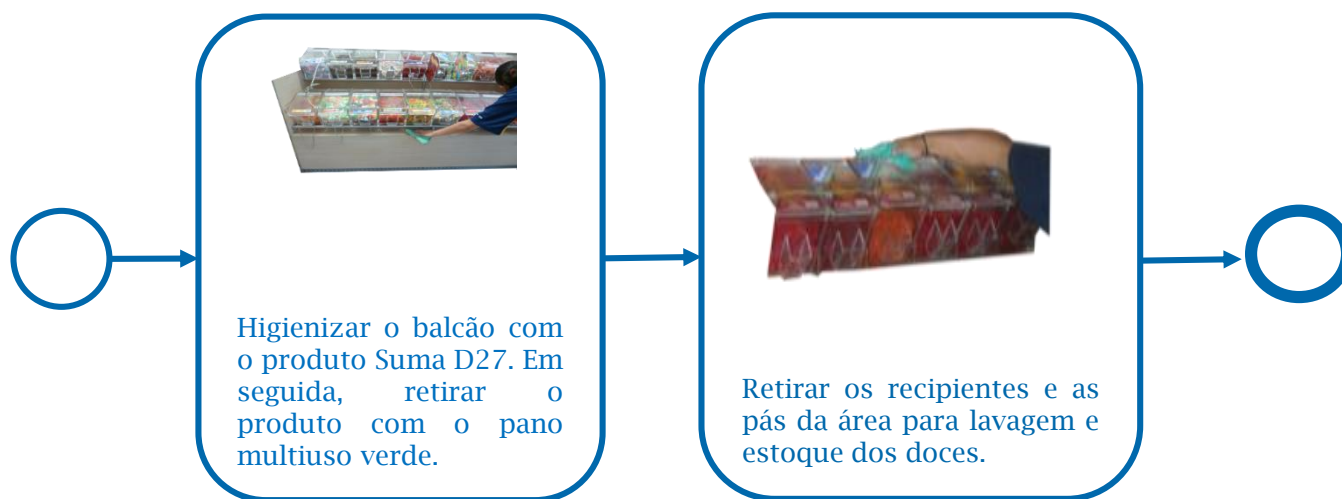 Higienizar o balcão com
o produto Suma D27. Em
seguida, retirar o
produto com o pano
multiuso verde.
Retirar os recipientes e as
pás da área para lavagem e
estoque dos doces.